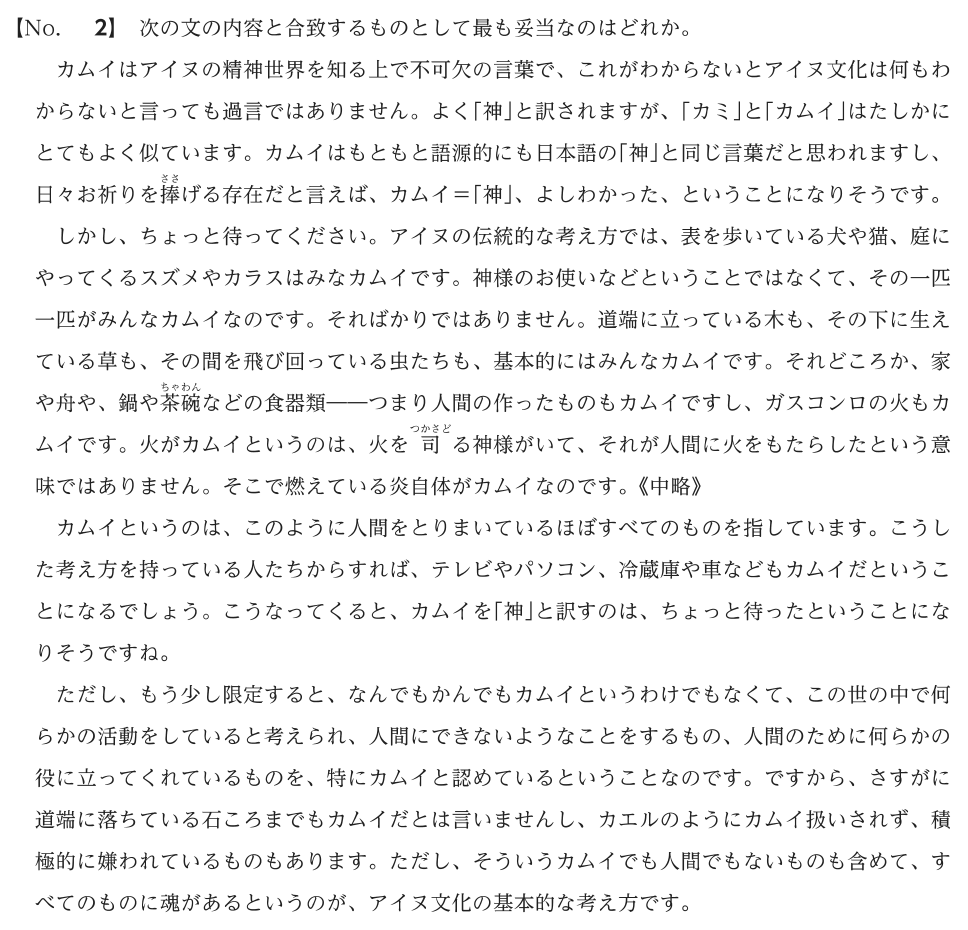 【No.　2】　次の文の内容と合致するものとして最も妥当なのはどれか。
　カムイはアイヌの精神世界を知る上で不可欠の言葉で、これがわからないとアイヌ文化は何もわ
からないと言っても過言ではありません。よく「神」と訳されますが、「カミ」と「カムイ」はたしかに
とてもよく似ています。カムイはもともと語源的にも日本語の「神」と同じ言葉だと思われますし、
ささ
日々お祈りを捧げる存在だと言えば、カムイ＝「神」、よしわかった、ということになりそうです。
　しかし、ちょっと待ってください。アイヌの伝統的な考え方では、表を歩いている犬や猫、庭に
やってくるスズメやカラスはみなカムイです。神様のお使いなどということではなくて、その一匹
一匹がみんなカムイなのです。そればかりではありません。道端に立っている木も、その下に生え
ている草も、その間を飛び回っている虫たちも、基本的にはみんなカムイです。それどころか、家
ちゃわん
や舟や、鍋や茶碗などの食器類――つまり人間の作ったものもカムイですし、ガスコンロの火もカ
つかさど
ムイです。火がカムイというのは、火を司る神様がいて、それが人間に火をもたらしたという意
味ではありません。そこで燃えている炎自体がカムイなのです。《中略》
　カムイというのは、このように人間をとりまいているほぼすべてのものを指しています。こうし
た考え方を持っている人たちからすれば、テレビやパソコン、冷蔵庫や車などもカムイだというこ
とになるでしょう。こうなってくると、カムイを「神」と訳すのは、ちょっと待ったということにな
りそうですね。
　ただし、もう少し限定すると、なんでもかんでもカムイというわけでもなくて、この世の中で何
らかの活動をしていると考えられ、人間にできないようなことをするもの、人間のために何らかの
役に立ってくれているものを、特にカムイと認めているということなのです。ですから、さすがに
道端に落ちている石ころまでもカムイだとは言いませんし、カエルのようにカムイ扱いされず、積
極的に嫌われているものもあります。ただし、そういうカムイでも人間でもないものも含めて、す
べてのものに魂があるというのが、アイヌ文化の基本的な考え方です。